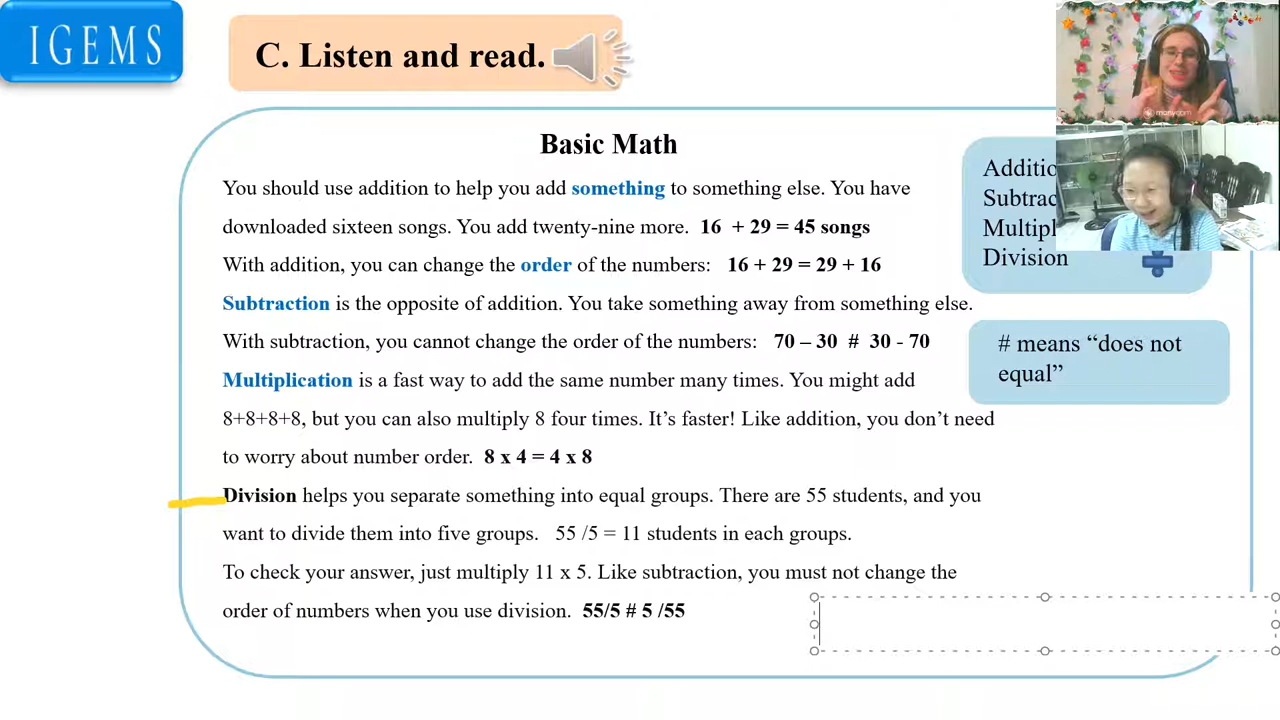 IGEMS
C. Listen and read.
Basic Math
You should use addition to help you add something to something else. You have
downloaded sixteen songs. You add twenty-nine more. 16 + 29 = 45 songs
With addition, you can change the order of the numbers: 16 + 29 = 29 + 16
Subtraction is the opposite of addition. You take something away from something else.
With subtraction, you cannot change the order of the numbers: 70 – 30 # 30 - 70
Multiplication is a fast way to add the same number many times. You might add
8+8+8+8, but you can also multiply 8 four times. It’s faster! Like addition, you don’t need
to worry about number order. 8 x 4 = 4 x 8
Division helps you separate something into equal groups. There are 55 students, and you
want to divide them into five groups. 55 /5 = 11 students in each groups.
To check your answer, just multiply 11 x 5. Like subtraction, you must not change the
order of numbers when you use division. 55/5 # 5 /55
Additio
Subtrac
Multipl
Division
# means “does not
equal”